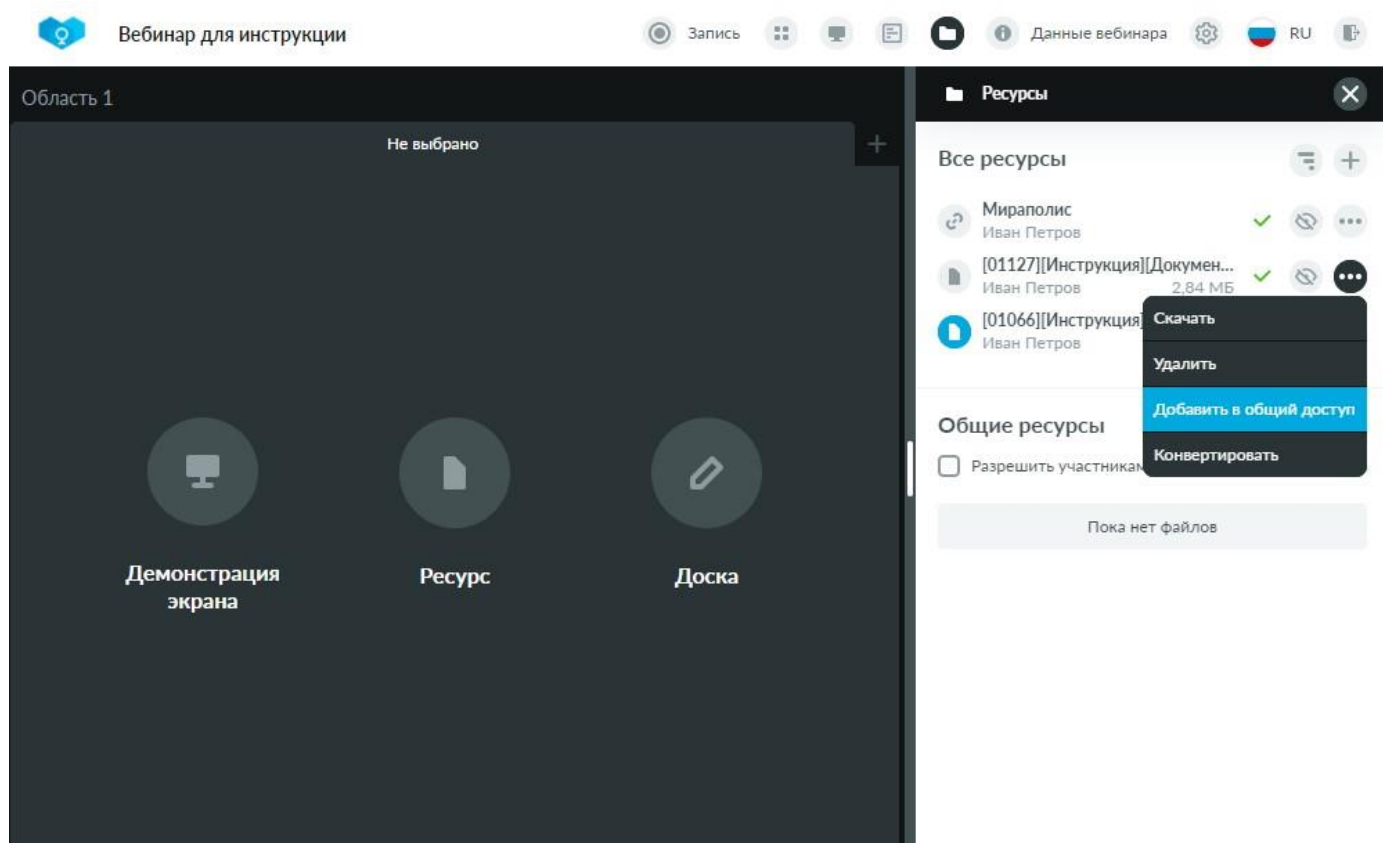 Вебинар для инструкции
Запись
Данные вебинара
RU
Область 1
Не выбрано
Демонстрация
экрана
Ресурс
Доска
Ресурсы
Все ресурсы
Мираполис
Иван Петров
[01127][Инструкция][Докумен...
Иван Петров 2,84 МБ
[01066][Инструкция]
Иван Петров
Скачать
Удалить
Добавить в общий доступ
Конвертировать
Общие ресурсы
Разрешить участникам
Пока нет файлов